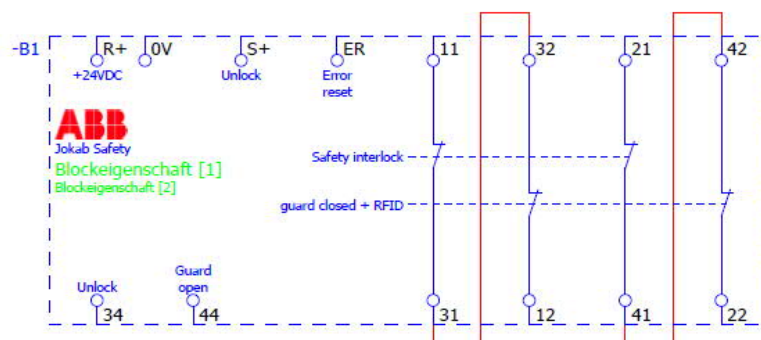 -B1
R+ 0V S+ ER 11 32 21 42
+24VDC Unlock Error
reset
ABB
Jokab Safety
Blockeigenschaft [1]
Blockeigenschaft [2]
Safety interlock
guard closed + RFID
Unlock Guard
open
34 44 31 12 41 22